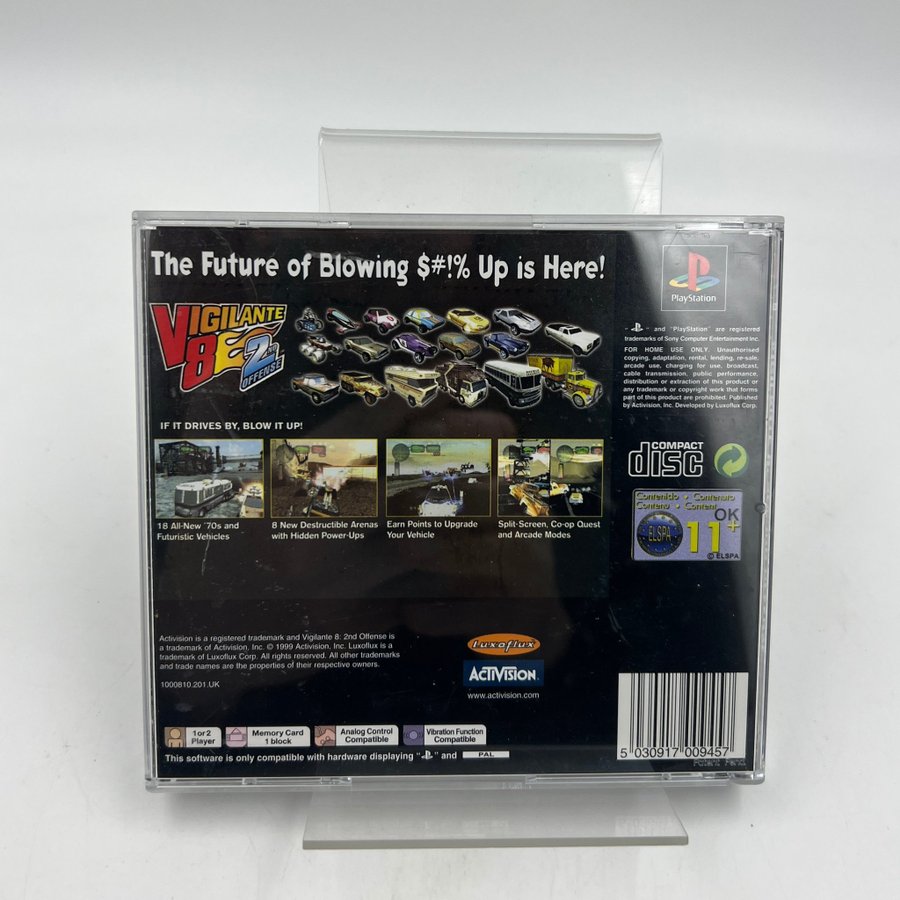 The Future of Blowing $#!% Up is Here!
VIGILANTE
8 2ND
OFFENSE
IF IT DRIVES BY, BLOW IT UP!
18 All-New '70s and
Futuristic Vehicles
8 New Destructible Arenas
with Hidden Power-Ups
Earn Points to Upgrade
Your Vehicle
Split-Screen, Co-op Quest
and Arcade Modes
PlayStation
" " and "PlayStation" are registered
trademarks of Sony Computer Entertainment Inc.
FOR HOME USE ONLY. Unauthorised
copying, adaptation, rental, lending, re-sale,
arcade use, charging for use, broadcast,
cable transmission, public performance,
distribution or extraction of this product or
any trademark or copyright work that forms
part of this product are prohibited. Published
by Activision, Inc. Developed by Luxoflux Corp.
COMPACT
disc
Contenido • Contenuto
Contenu • Content
ELSPA
11+
OK
© ELSPA
Activision is a registered trademark and Vigilante 8: 2nd Offense is
a trademark of Activision, Inc. © 1999 Activision, Inc. Luxoflux is a
trademark of Luxoflux Corp. All rights reserved. All other trademarks
and trade names are the properties of their respective owners.
1000810.201.UK
Luxoflux
ACTIVISION
www.activision.com
1 or 2
Player
Memory Card
1 block
Analog Control
Compatible
Vibration Function
Compatible
This software is only compatible with hardware displaying " " and PAL
5 030917 009457
Patent Pend